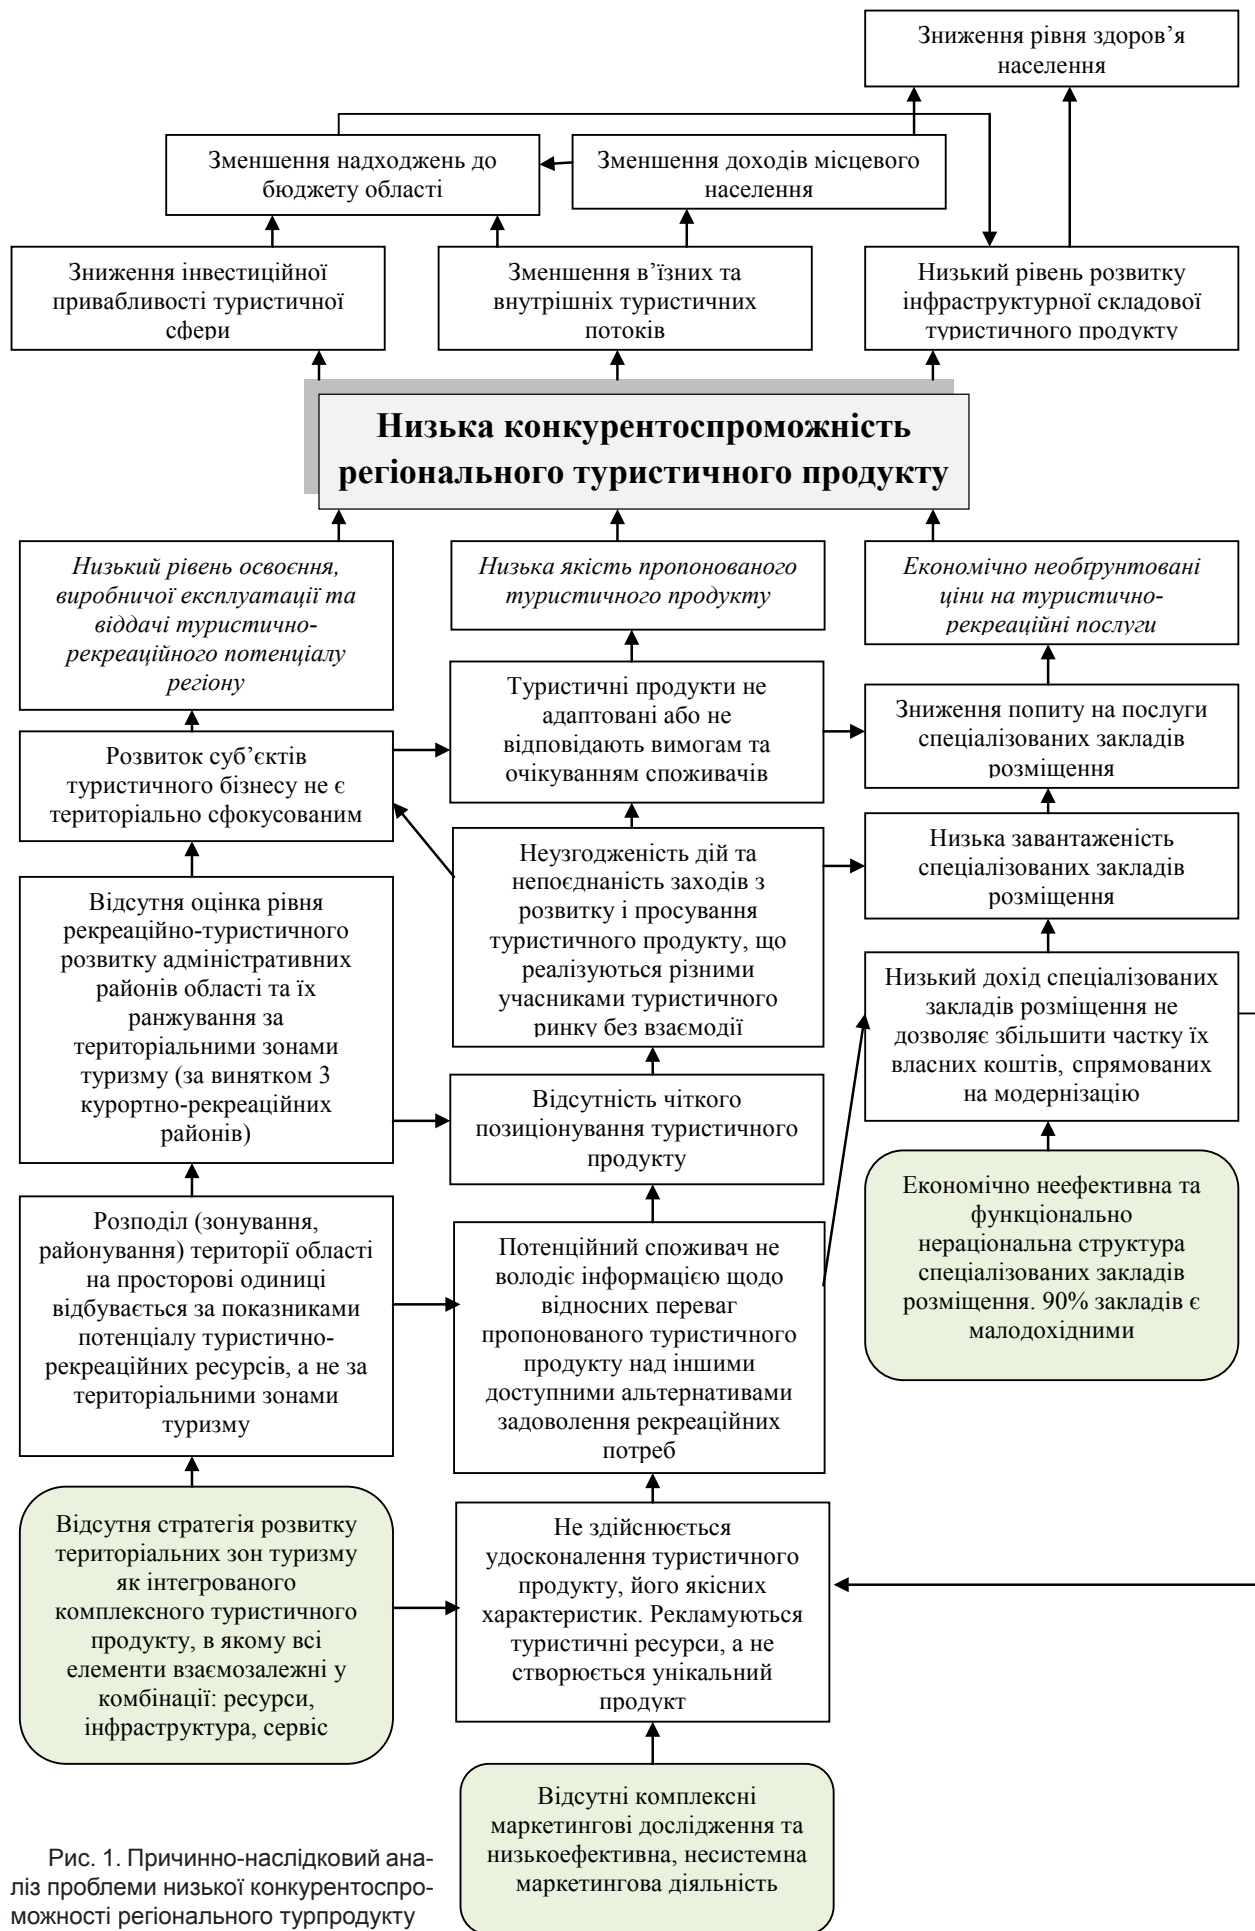 Зниження рівня здоров’я
населення
Зменшення надходжень до
бюджету області
Зменшення доходів місцевого
населення
Зниження інвестиційної
привабливості туристичної
сфери
Зменшення в’їзних та
внутрішніх туристичних
потоків
Низький рівень розвитку
інфраструктурної складової
туристичного продукту
Низька конкурентоспроможність
регіонального туристичного продукту
Низький рівень освоєння,
виробничої експлуатації та
віддачі туристично-
рекреаційного потенціалу
регіону
Низька якість пропонованого
туристичного продукту
Економічно необґрунтовані
ціни на туристично-
рекреаційні послуги
Розвиток суб’єктів
туристичного бізнесу не є
територіально сфокусованим
Туристичні продукти не
адаптовані або не
відповідають вимогам та
очікуванням споживачів
Зниження попиту на послуги
спеціалізованих закладів
розміщення
Відсутня оцінка рівня
рекреаційно-туристичного
розвитку адміністративних
районів області та їх
ранжування за
територіальними зонами
туризму (за винятком 3
курортно-рекреаційних
районів)
Неузгодженість дій та
непоєднаність заходів з
розвитку і просування
туристичного продукту, що
реалізуються різними
учасниками туристичного
ринку без взаємодії
Низька завантаженість
спеціалізованих закладів
розміщення
Низький дохід спеціалізованих
закладів розміщення не
дозволяє збільшити частку їх
власних коштів, спрямованих
на модернізацію
Відсутність чіткого
позиціонування туристичного
продукту
Економічно неефективна та
функціонально
нераціональна структура
спеціалізованих закладів
розміщення. 90% закладів є
малодохідними
Розподіл (зонування,
районування) території області
на просторові одиниці
відбувається за показниками
потенціалу туристично-
рекреаційних ресурсів, а не за
територіальними зонами
туризму
Потенційний споживач не
володіє інформацією щодо
відносних переваг
пропонованого туристичного
продукту над іншими
доступними альтернативами
задоволення рекреаційних
потреб
Відсутня стратегія розвитку
територіальних зон туризму
як інтегрованого
комплексного туристичного
продукту, в якому всі
елементи взаємозалежні у
комбінації: ресурси,
інфраструктура, сервіс
Не здійснюється
удосконалення туристичного
продукту, його якісних
характеристик. Рекламуються
туристичні ресурси, а не
створюється унікальний
продукт
Відсутні комплексні
маркетингові дослідження та
низькоефективна, несистемна
маркетингова діяльність
Рис. 1. Причинно-наслідковий ана-
ліз проблеми низької конкурентоспро-
можності регіонального турпродукту